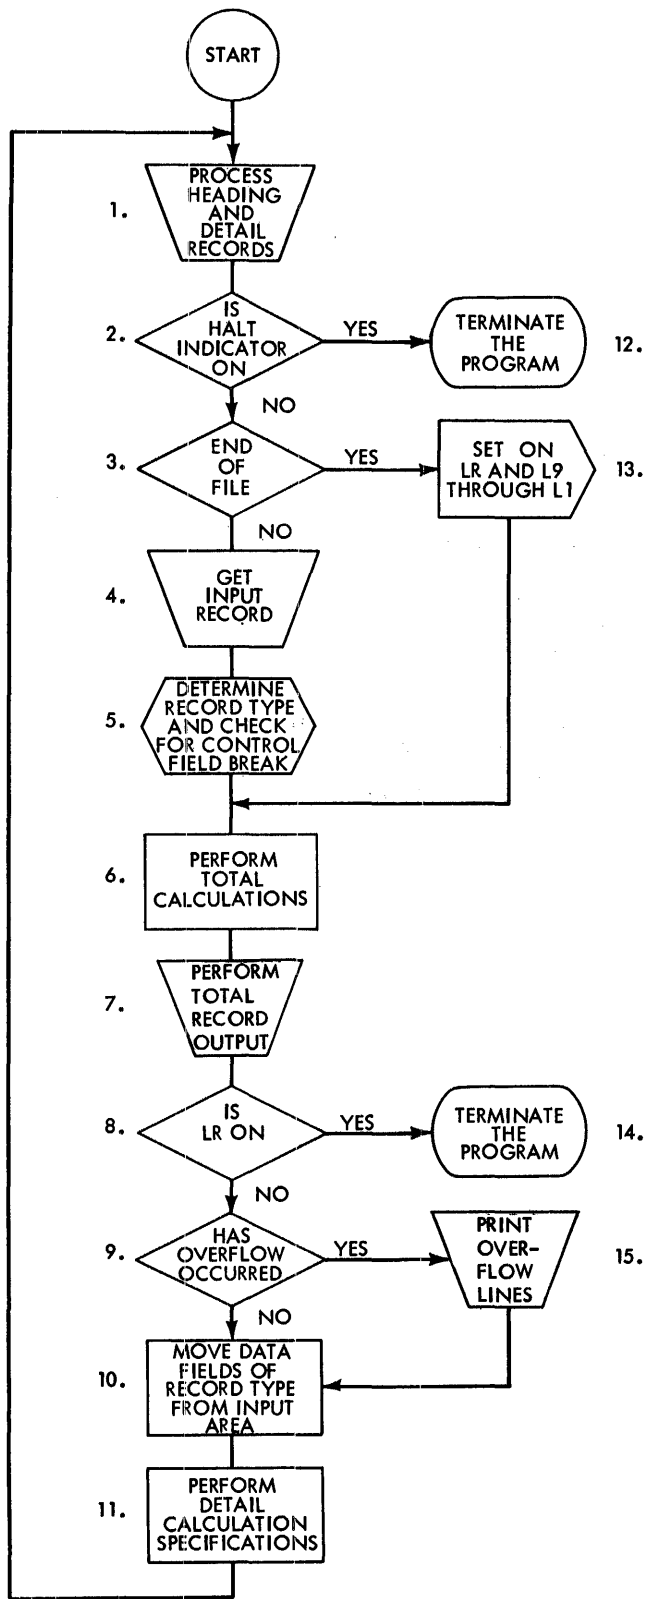 START
1.
PROCESS
HEADING
AND
DETAIL
RECORDS
2.
IS
HALT
INDICATOR
ON
YES
TERMINATE
THE
PROGRAM
12.
NO
3.
END
OF
FILE
YES
SET ON
LR AND L9
THROUGH L1
13.
NO
4.
GET
INPUT
RECORD
5.
DETERMINE
RECORD TYPE
AND CHECK
FOR CONTROL
FIELD BREAK
6.
PERFORM
TOTAL
CALCULATIONS
7.
PERFORM
TOTAL
RECORD
OUTPUT
8.
IS
LR ON
YES
TERMINATE
THE
PROGRAM
14.
NO
9.
HAS
OVERFLOW
OCCURRED
YES
PRINT
OVER-
FLOW
LINES
15.
NO
10.
MOVE DATA
FIELDS OF
RECORD TYPE
FROM INPUT
AREA
11.
PERFORM
DETAIL
CALCULATION
SPECIFICATIONS